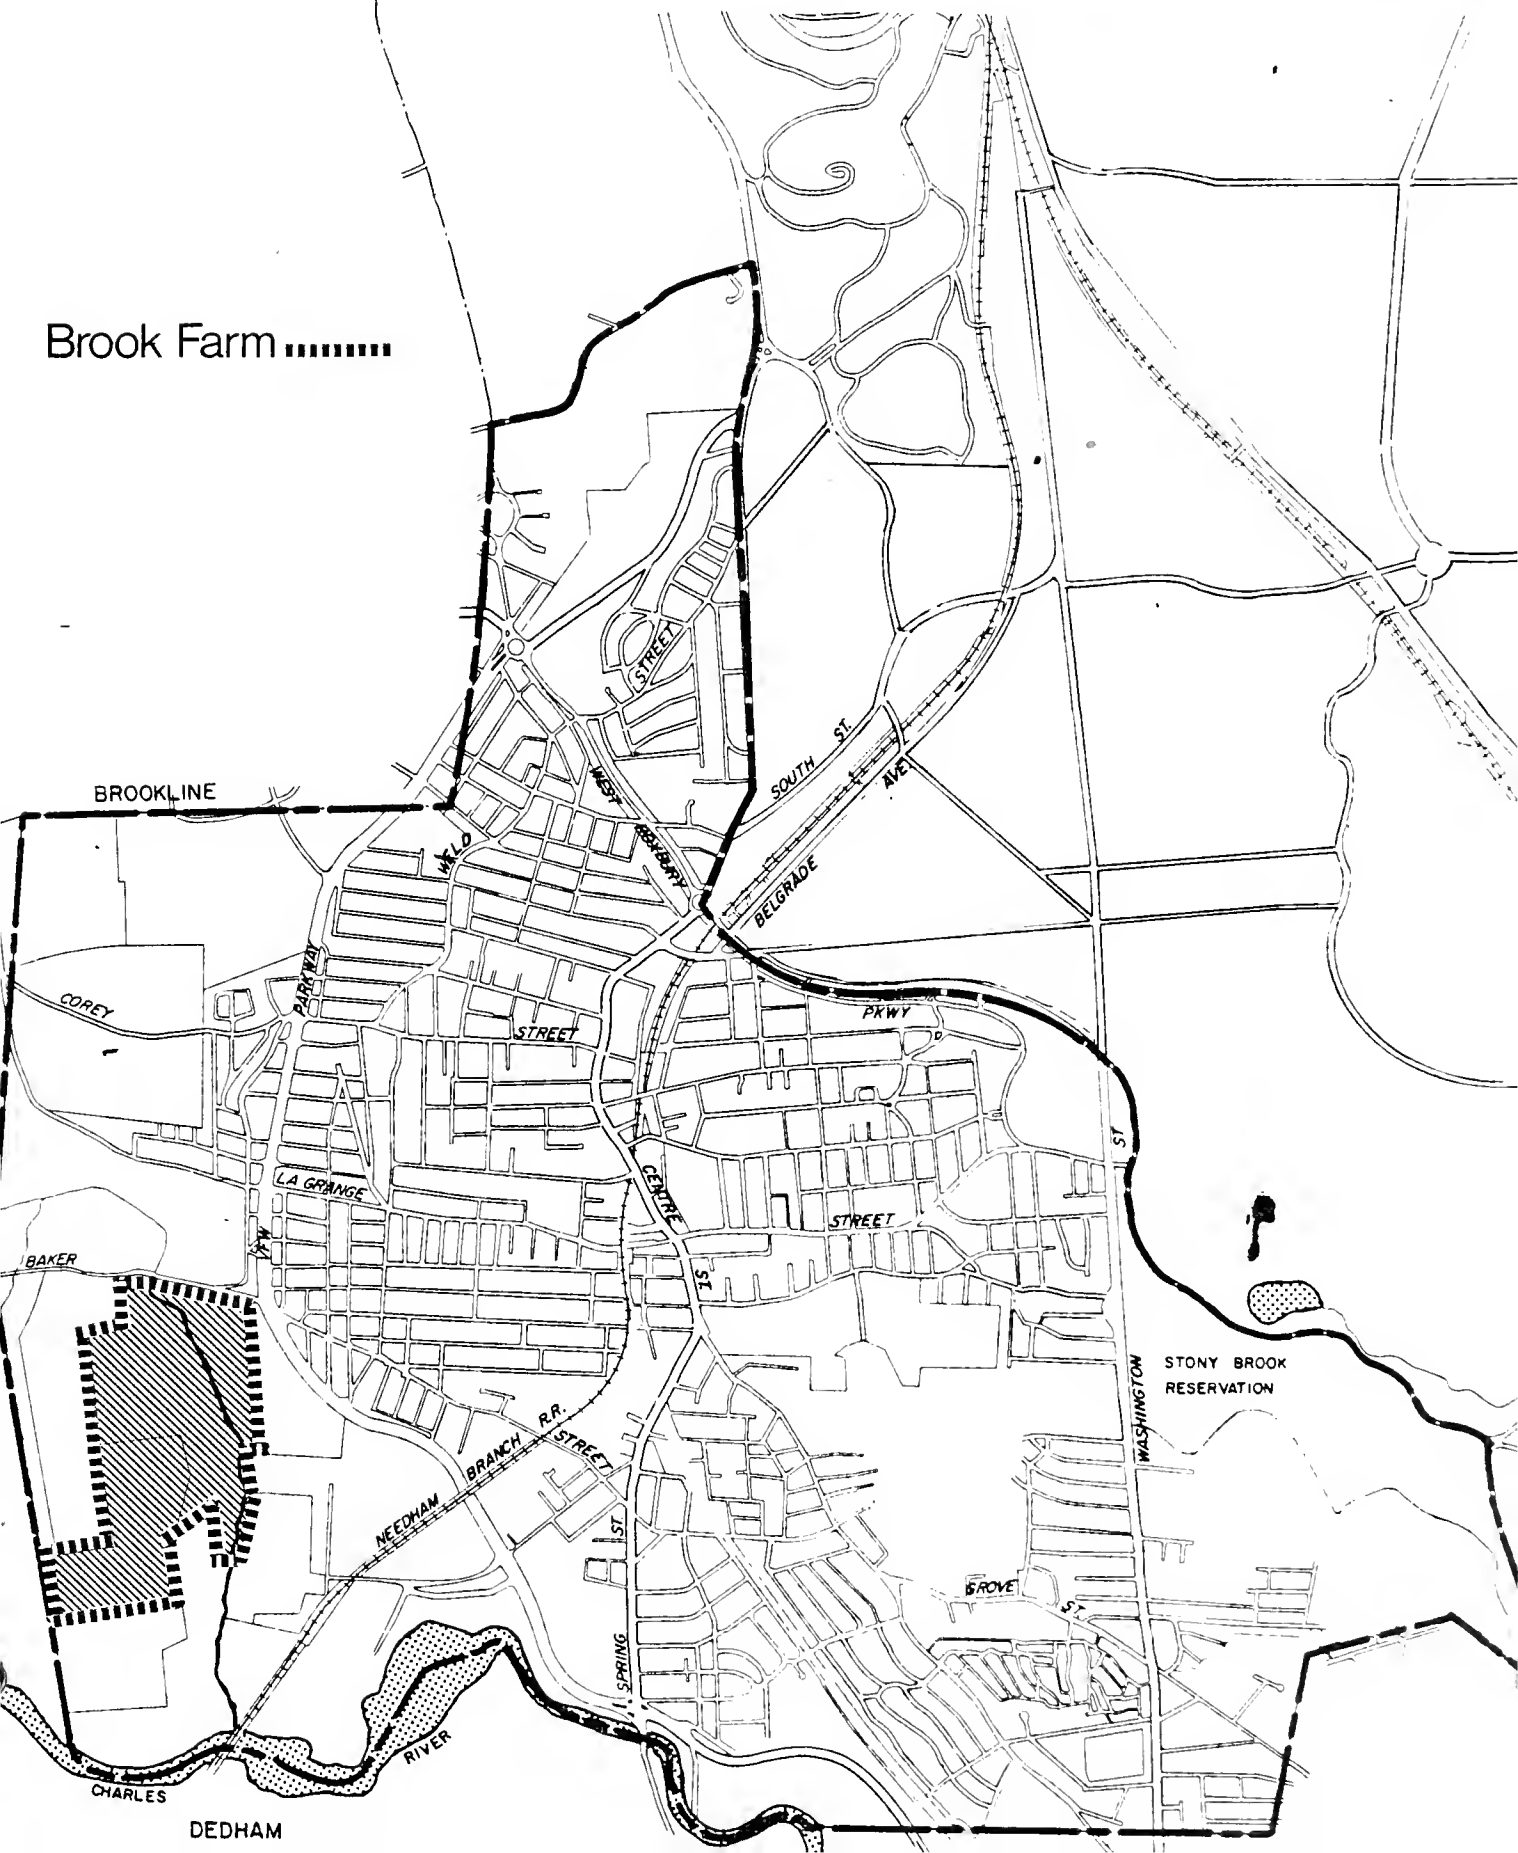 Brook Farm
STREET
BROOKLINE
SOUTH ST.
WEST ROXBURY
AVE.
WELD
BELGRADE
PARKWAY
COREY
PKWY
STREET
ST
LA GRANGE
CENTRE
STREET
BAKER
ST
STONY BROOK
RESERVATION
WASHINGTON
R.R.
BRANCH
STREET
NEEDHAM
ST.
GROVE
ST.
SPRING
RIVER
CHARLES
DEDHAM